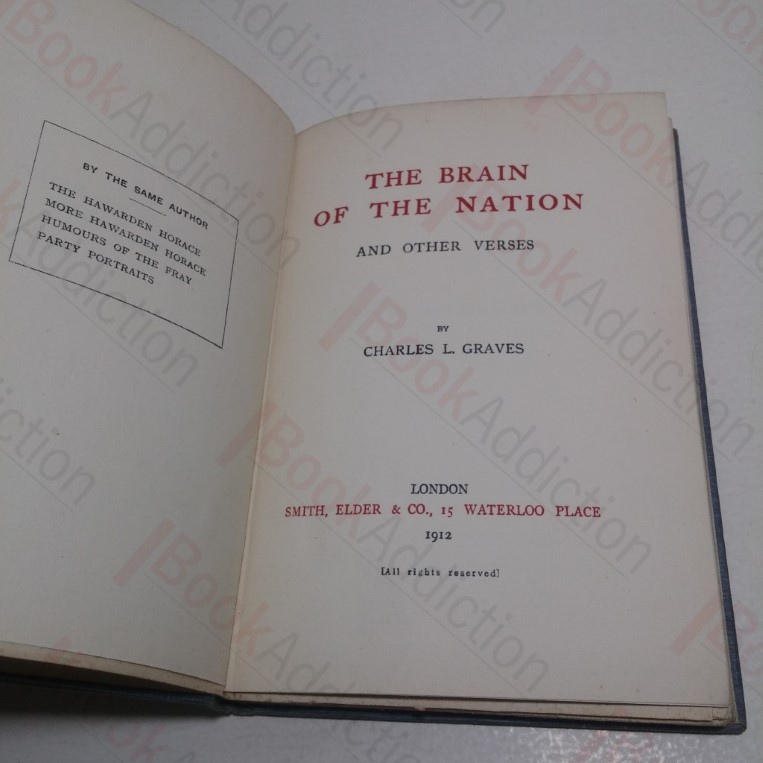 BY THE SAME AUTHOR
THE HAWARDEN HORACE
MORE HAWARDEN HORACE
HUMOURS OF THE FRAY
PARTY PORTRAITS
THE BRAIN
OF THE NATION
AND OTHER VERSES
BY
CHARLES L. GRAVES
LONDON
SMITH, ELDER & CO., 15 WATERLOO PLACE
1912
[All rights reserved]
BookAddiction